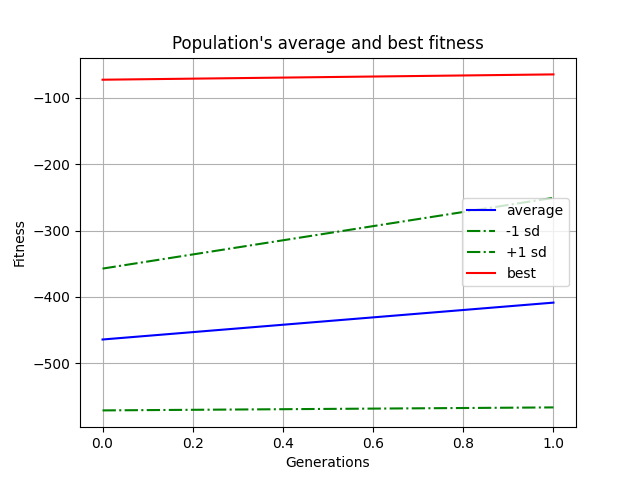 Population's average and best fitness
Fitness
−100
−200
−300
−400
−500
average
-1 sd
+1 sd
best
0.0 0.2 0.4 0.6 0.8 1.0
Generations